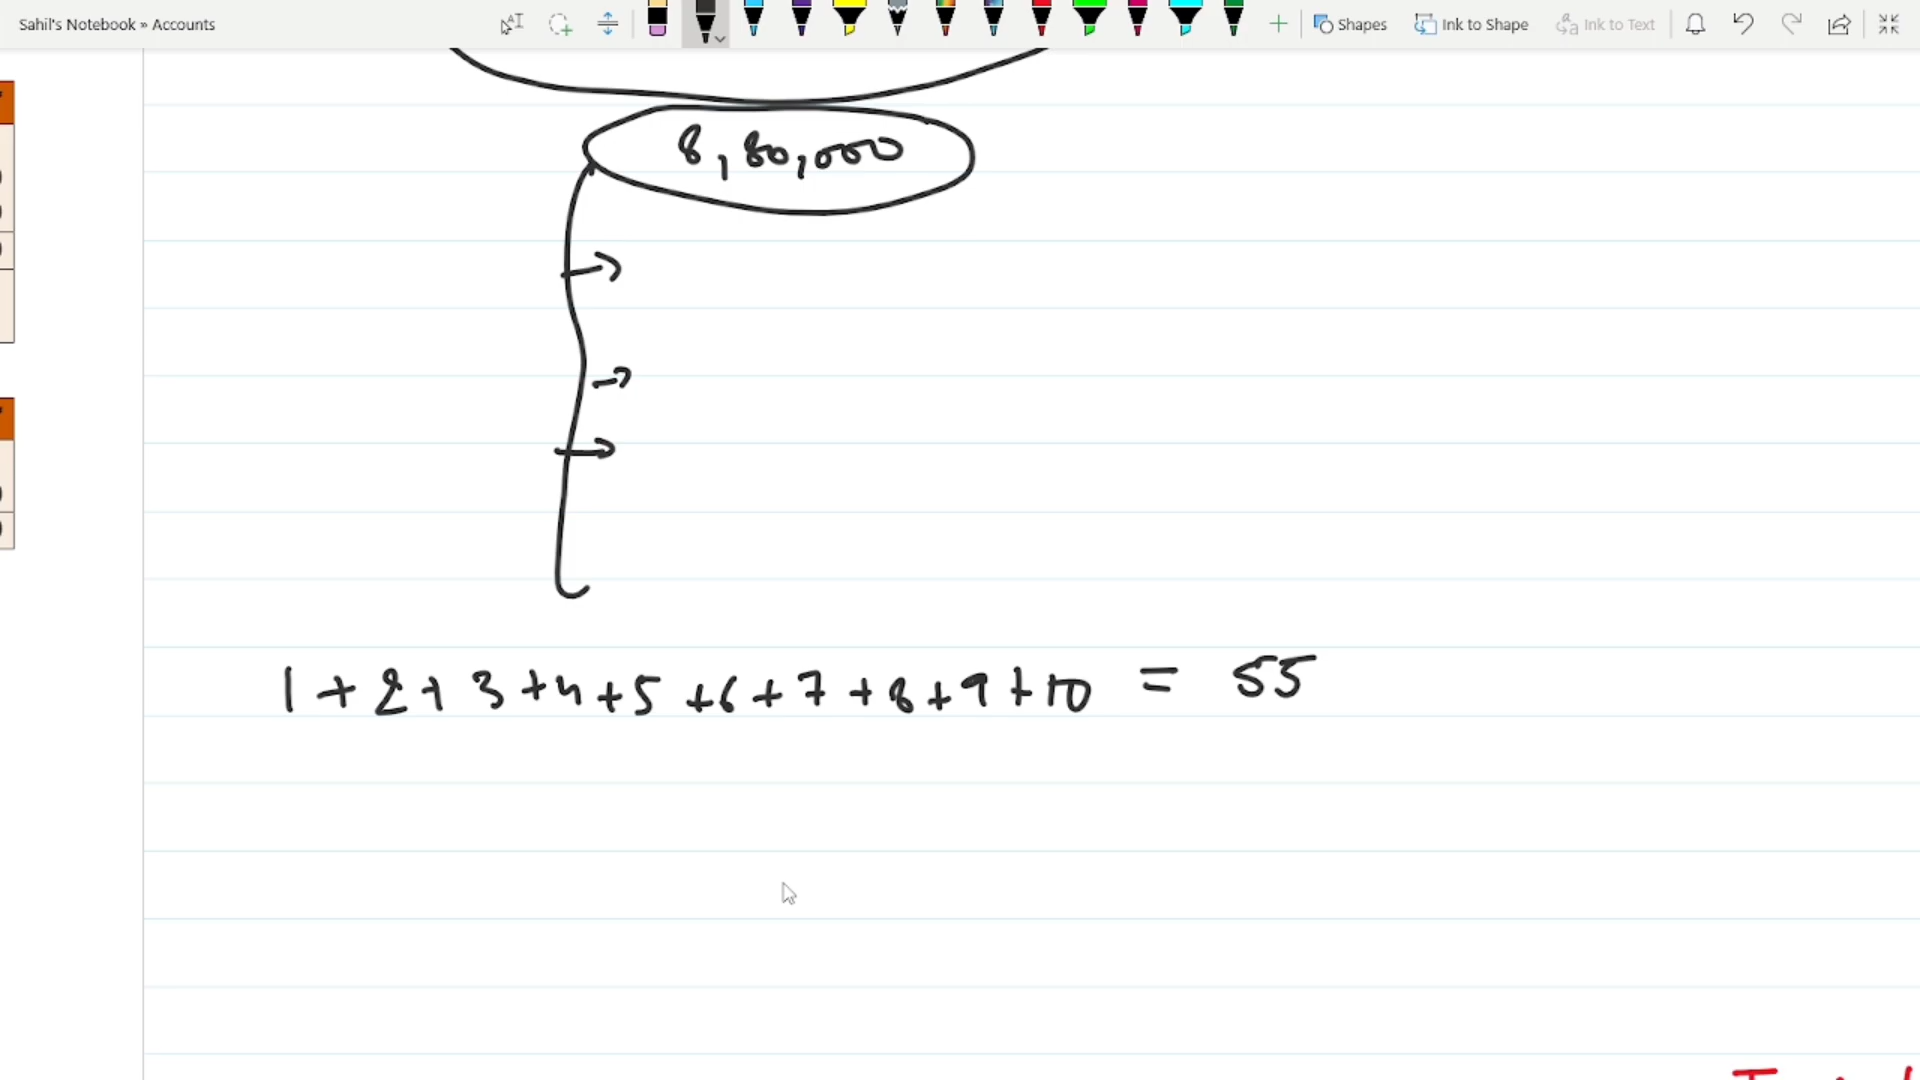 Sahil's Notebook » Accounts
Shapes
Ink to Shape
Ink to Text
8,80,000
1+2+3+4+5+6+7+8+9+10 = 55